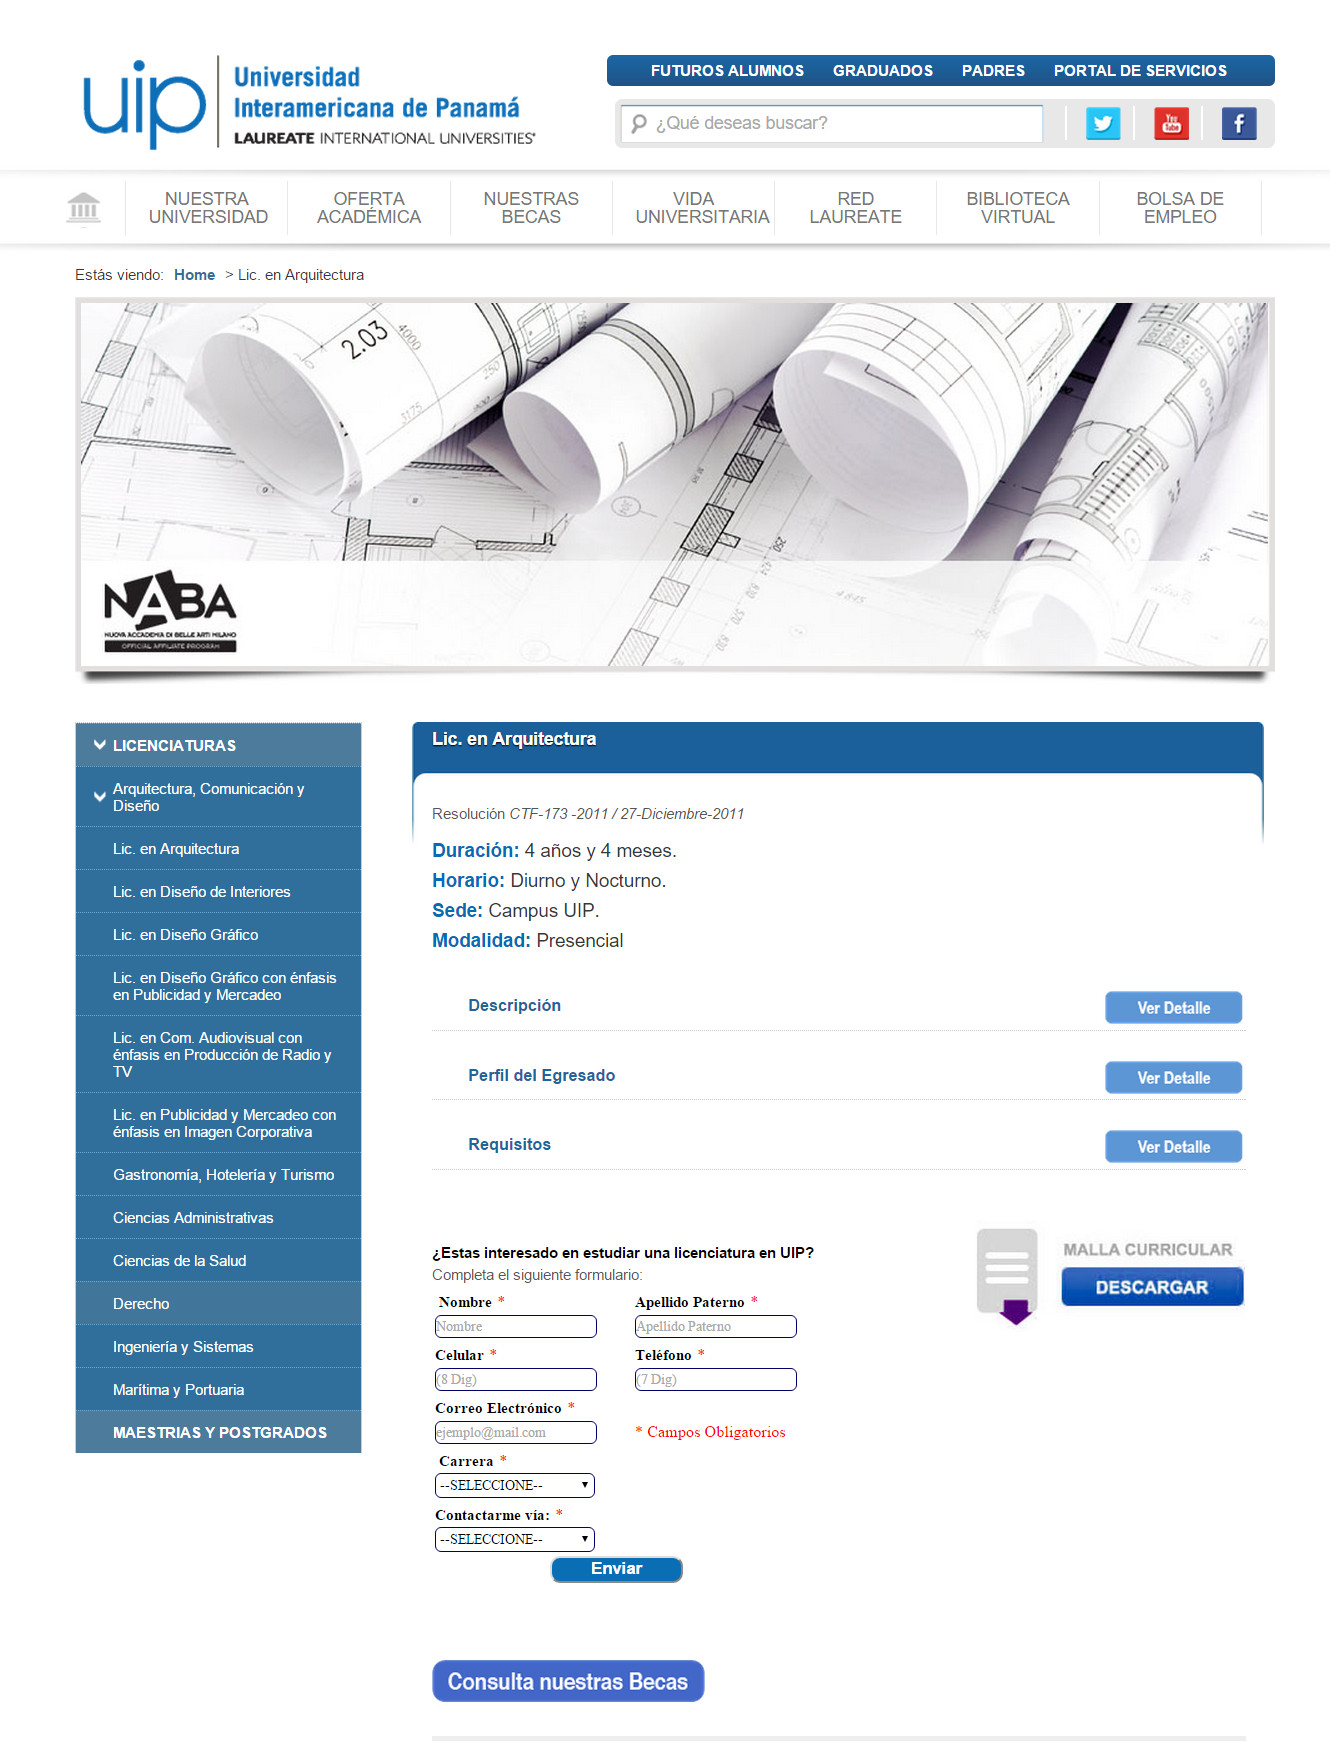 uip
Universidad
Interamericana de Panamá
LAUREATE INTERNATIONAL UNIVERSITIES
FUTUROS ALUMNOS GRADUADOS PADRES PORTAL DE SERVICIOS
¿Qué deseas buscar?
You
Tube
f
NUESTRA
UNIVERSIDAD
OFERTA
ACADÉMICA
NUESTRAS
BECAS
VIDA
UNIVERSITARIA
RED
LAUREATE
BIBLIOTECA
VIRTUAL
BOLSA DE
EMPLEO
Estás viendo: Home > Lic. en Arquitectura
2.03
4000
250
3175
260
250
564
4845
NABA
NUOVA ACCADEMIA DI BELLE ARTI MILANO
OFFICIAL AFFILIATE PROGRAM
LICENCIATURAS
Arquitectura, Comunicación y
Diseño
Lic. en Arquitectura
Lic. en Diseño de Interiores
Lic. en Diseño Gráfico
Lic. en Diseño Gráfico con énfasis
en Publicidad y Mercadeo
Lic. en Com. Audiovisual con
énfasis en Producción de Radio y
TV
Lic. en Publicidad y Mercadeo con
énfasis en Imagen Corporativa
Gastronomía, Hotelería y Turismo
Ciencias Administrativas
Ciencias de la Salud
Derecho
Ingeniería y Sistemas
Marítima y Portuaria
MAESTRIAS Y POSTGRADOS
Lic. en Arquitectura
Resolución CTF-173 -2011 / 27-Diciembre-2011
Duración: 4 años y 4 meses.
Horario: Diurno y Nocturno.
Sede: Campus UIP.
Modalidad: Presencial
Descripción Ver Detalle
Perfil del Egresado Ver Detalle
Requisitos Ver Detalle
¿Estas interesado en estudiar una licenciatura en UIP?
Completa el siguiente formulario:
Nombre * Apellido Paterno *
Nombre Apellido Paterno
Celular * Teléfono *
(8 Dig) (7 Dig)
Correo Electrónico *
ejemplo@mail.com * Campos Obligatorios
Carrera *
--SELECCIONE--
Contactarme vía: *
--SELECCIONE--
Enviar
MALLA CURRICULAR
DESCARGAR
Consulta nuestras Becas